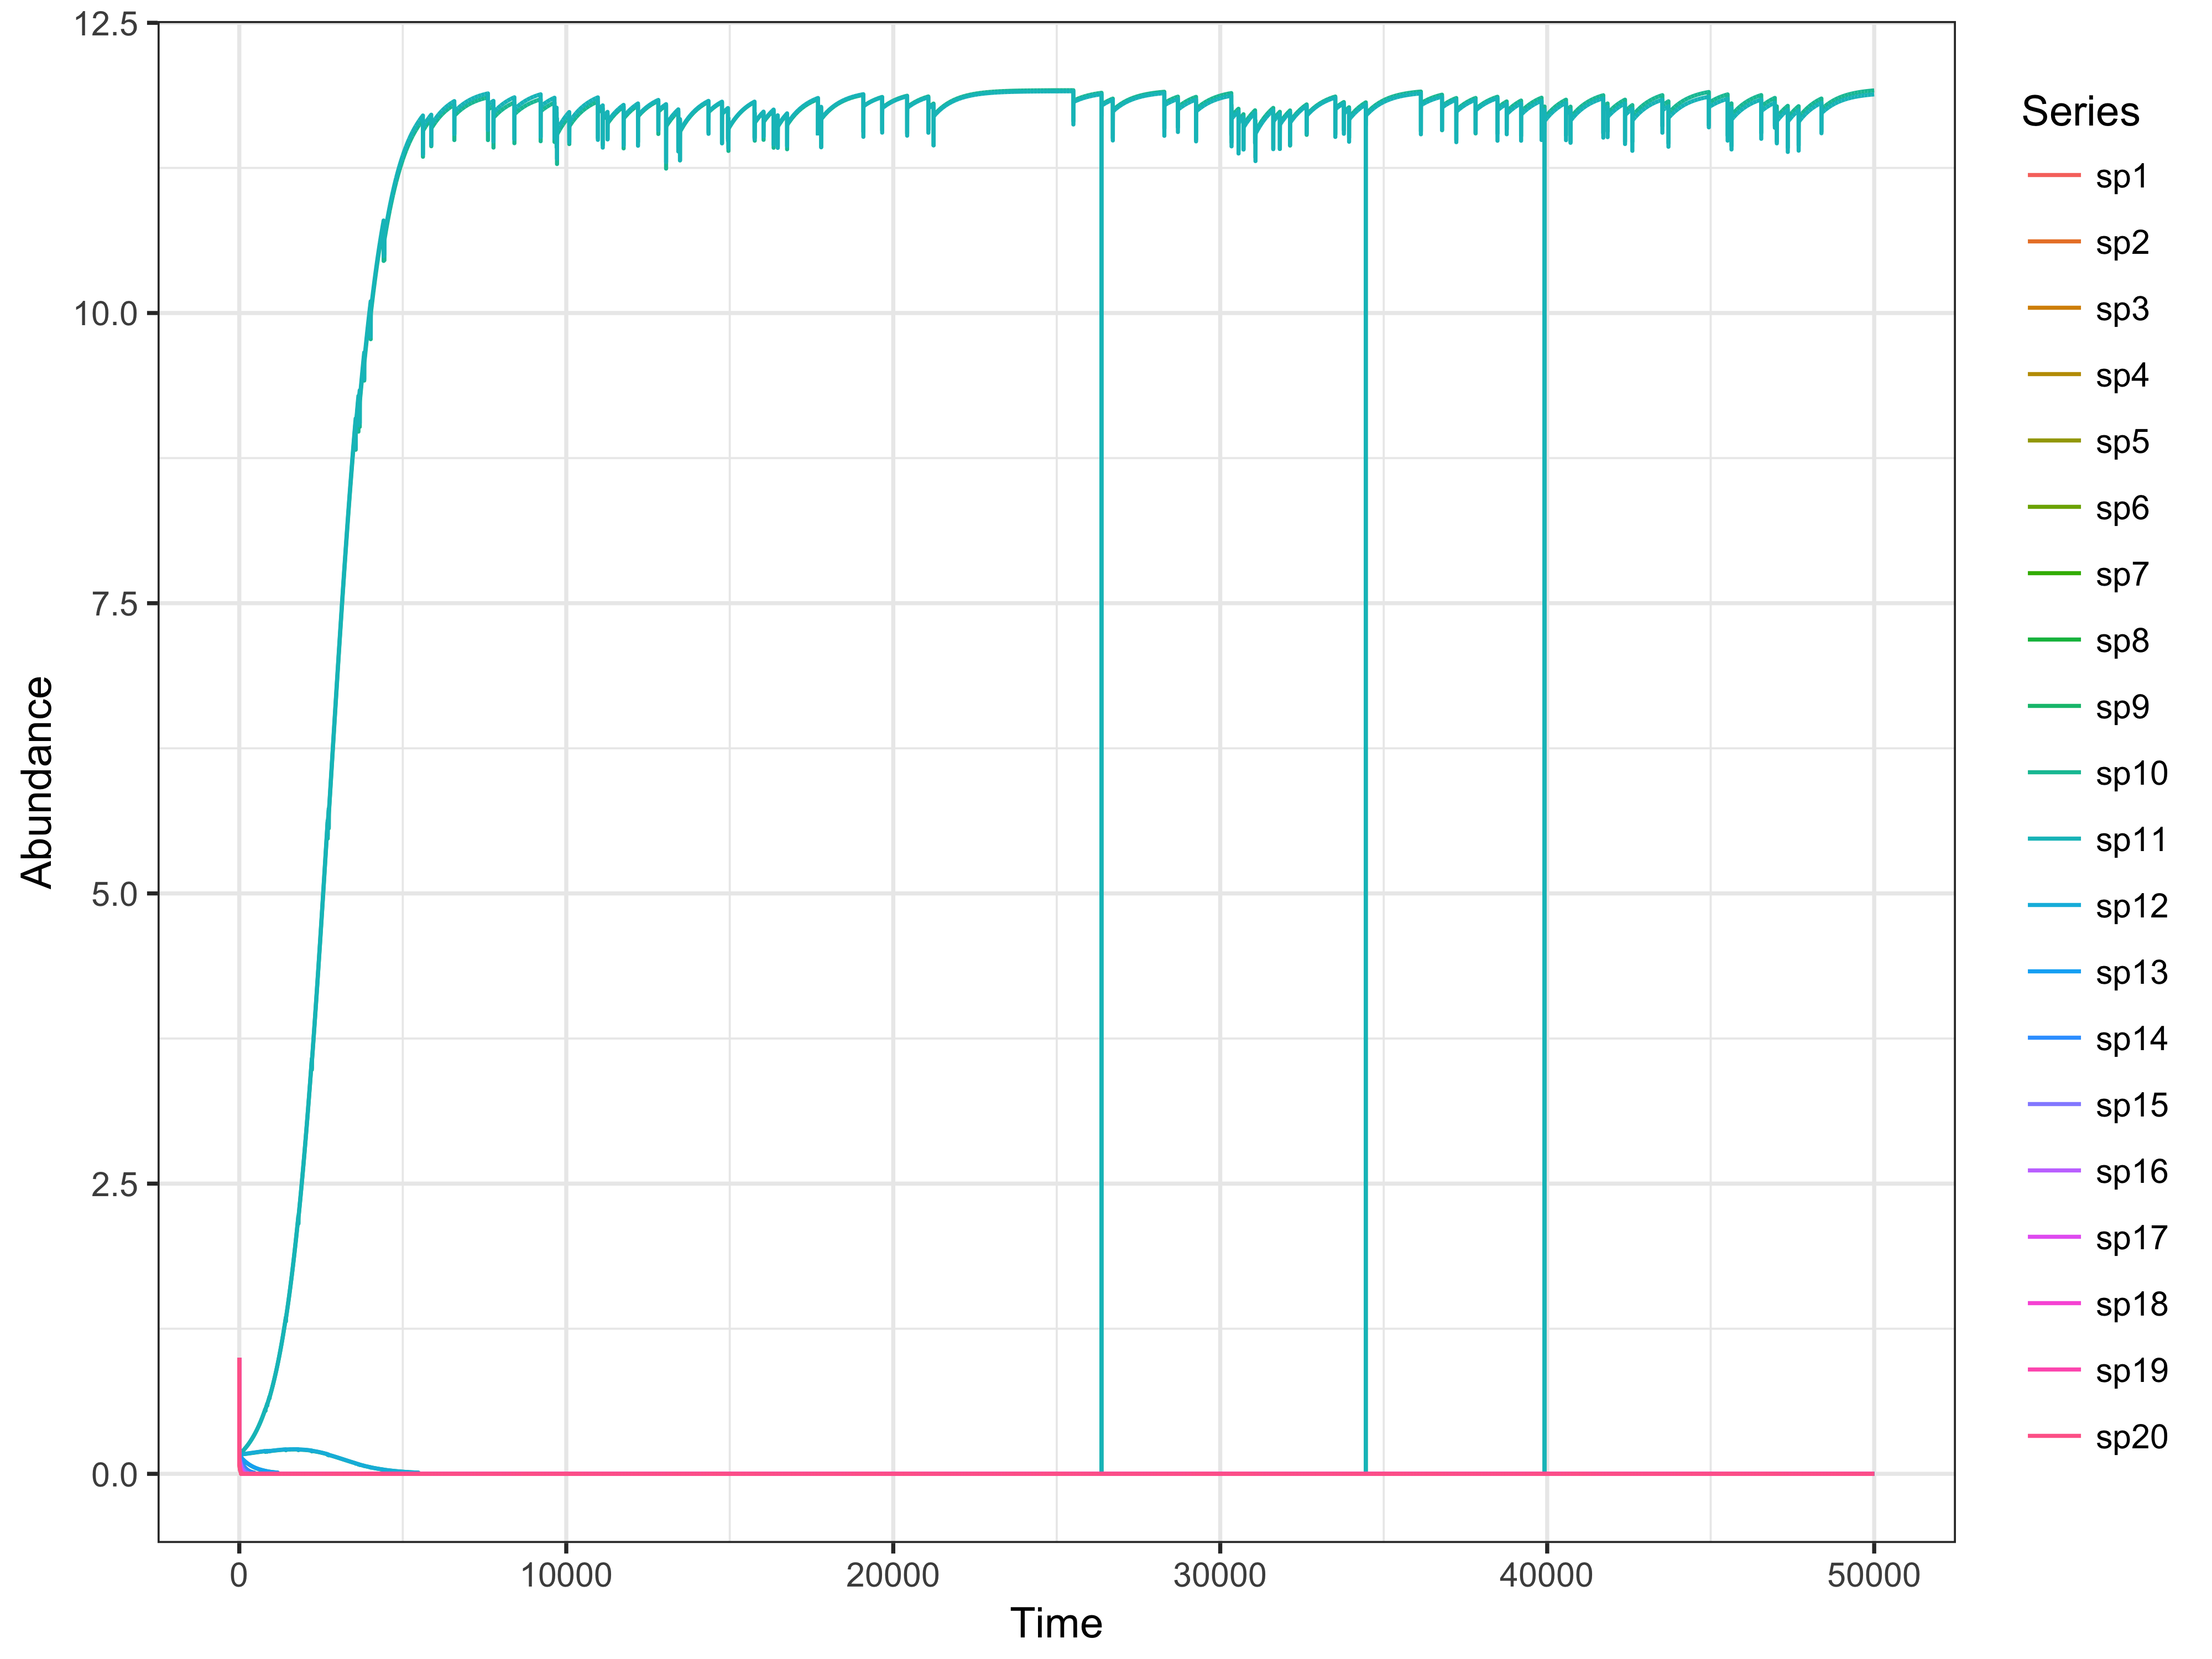 12.5
10.0
7.5
5.0
2.5
0.0
Abundance
0
10000
20000
30000
40000
50000
Time
Series
sp1
sp2
sp3
sp4
sp5
sp6
sp7
sp8
sp9
sp10
sp11
sp12
sp13
sp14
sp15
sp16
sp17
sp18
sp19
sp20